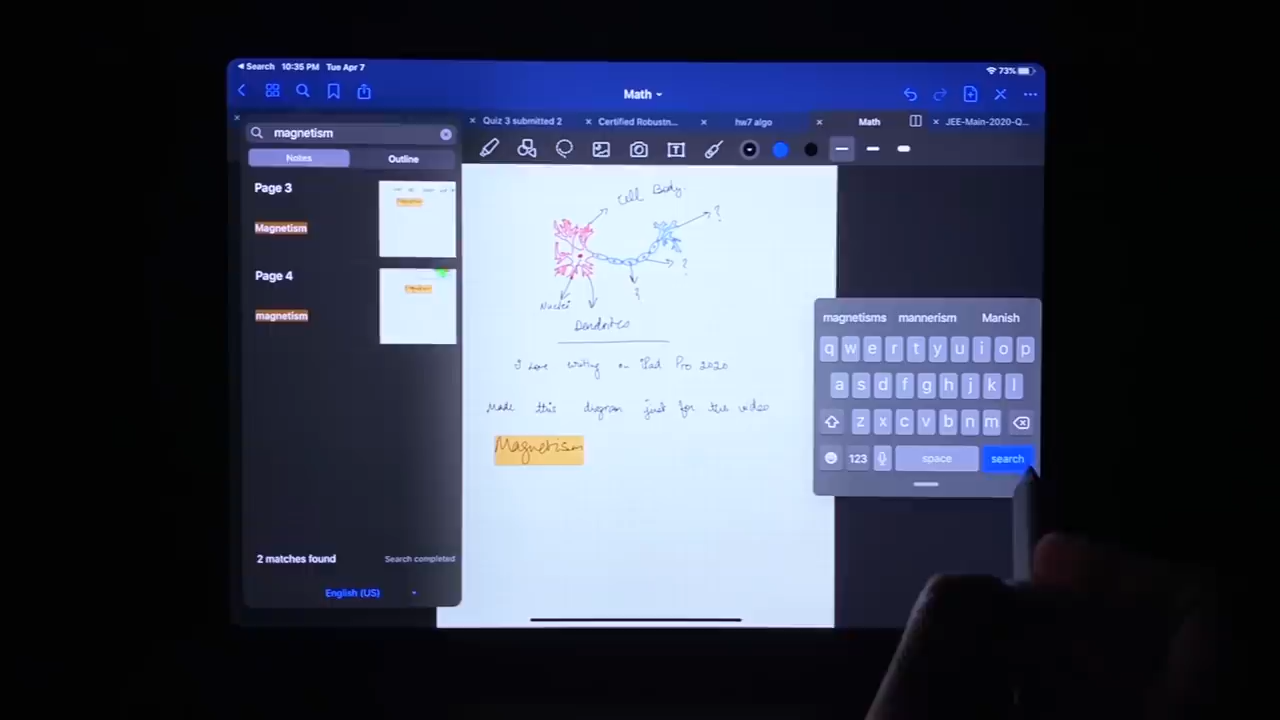 Search 10:35 PM Tue Apr 7
73%
Math
Quiz 3 submitted 2
Certified Robustn...
hw7 algo
Math
JEE-Main-2020-Q...
magnetism
Notes Outline
Page 3
Magnetism
Page 4
magnetism
2 matches found Search completed
English (US)
Cell Body.
?
?
?
Nuclei
Dendrites
I Love writing on iPad Pro 2020
Made this diagram just for the video
Magnetism
magnetisms mannerism Manish
q w e r t y u i o p
a s d f g h j k l
z x c v b n m
123 space search